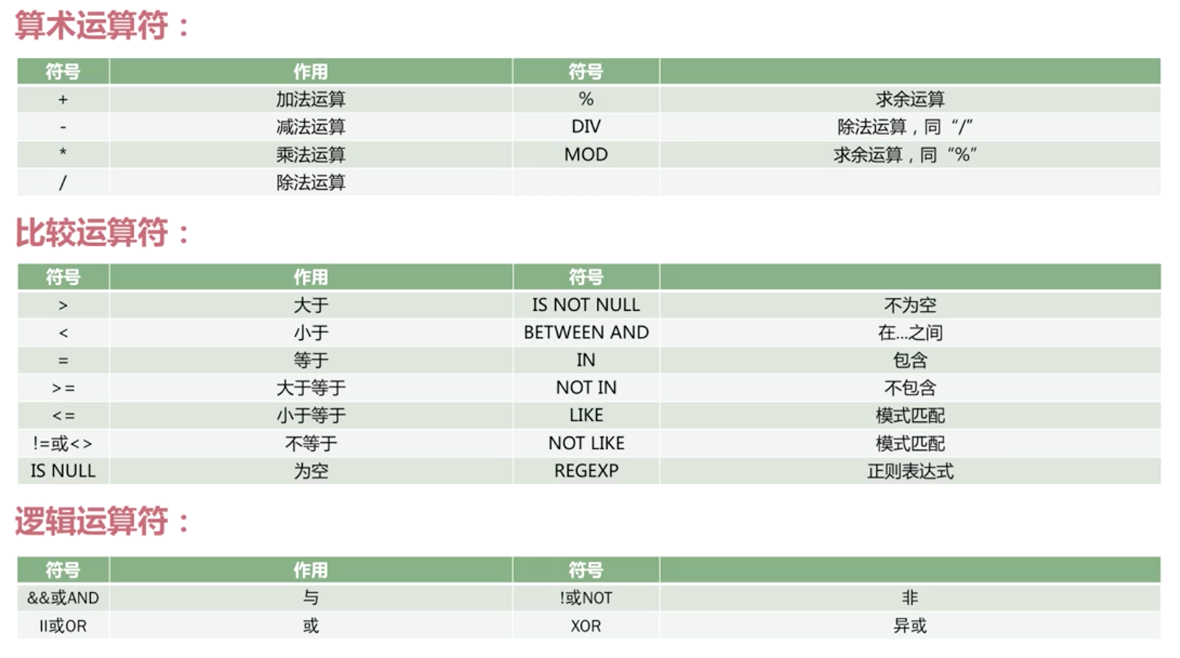 算术运算符：
符号 作用 符号
+ 加法运算 % 求余运算
- 减法运算 DIV 除法运算，同“/”
* 乘法运算 MOD 求余运算，同“%”
/ 除法运算
比较运算符：
符号 作用 符号
> 大于 IS NOT NULL 不为空
< 小于 BETWEEN AND 在...之间
= 等于 IN 包含
>= 大于等于 NOT IN 不包含
<= 小于等于 LIKE 模式匹配
!=或<> 不等于 NOT LIKE 模式匹配
IS NULL 为空 REGEXP 正则表达式
逻辑运算符：
符号 作用 符号
&&或AND 与 !或NOT 非
II或OR 或 XOR 异或